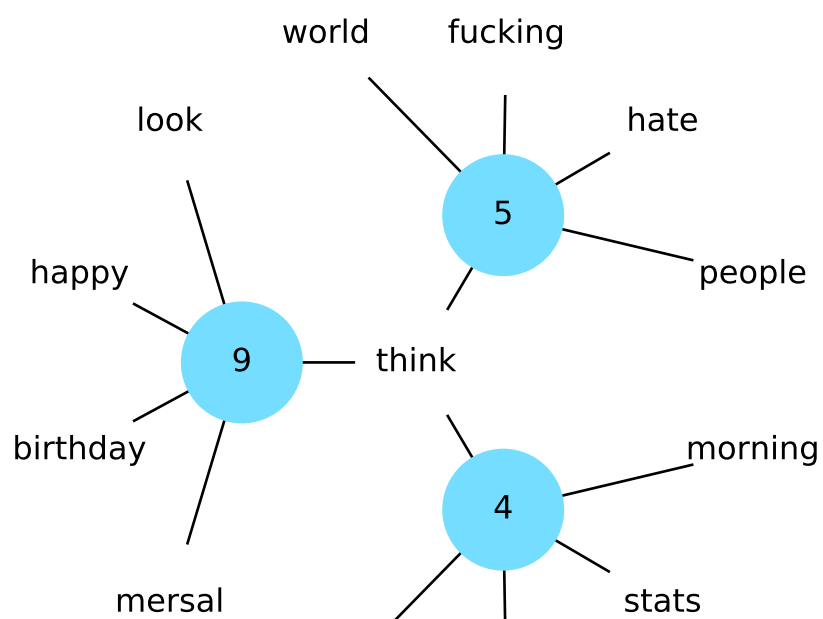 world
fucking
look
hate
5
happy
people
9
think
birthday
morning
4
mersal
stats